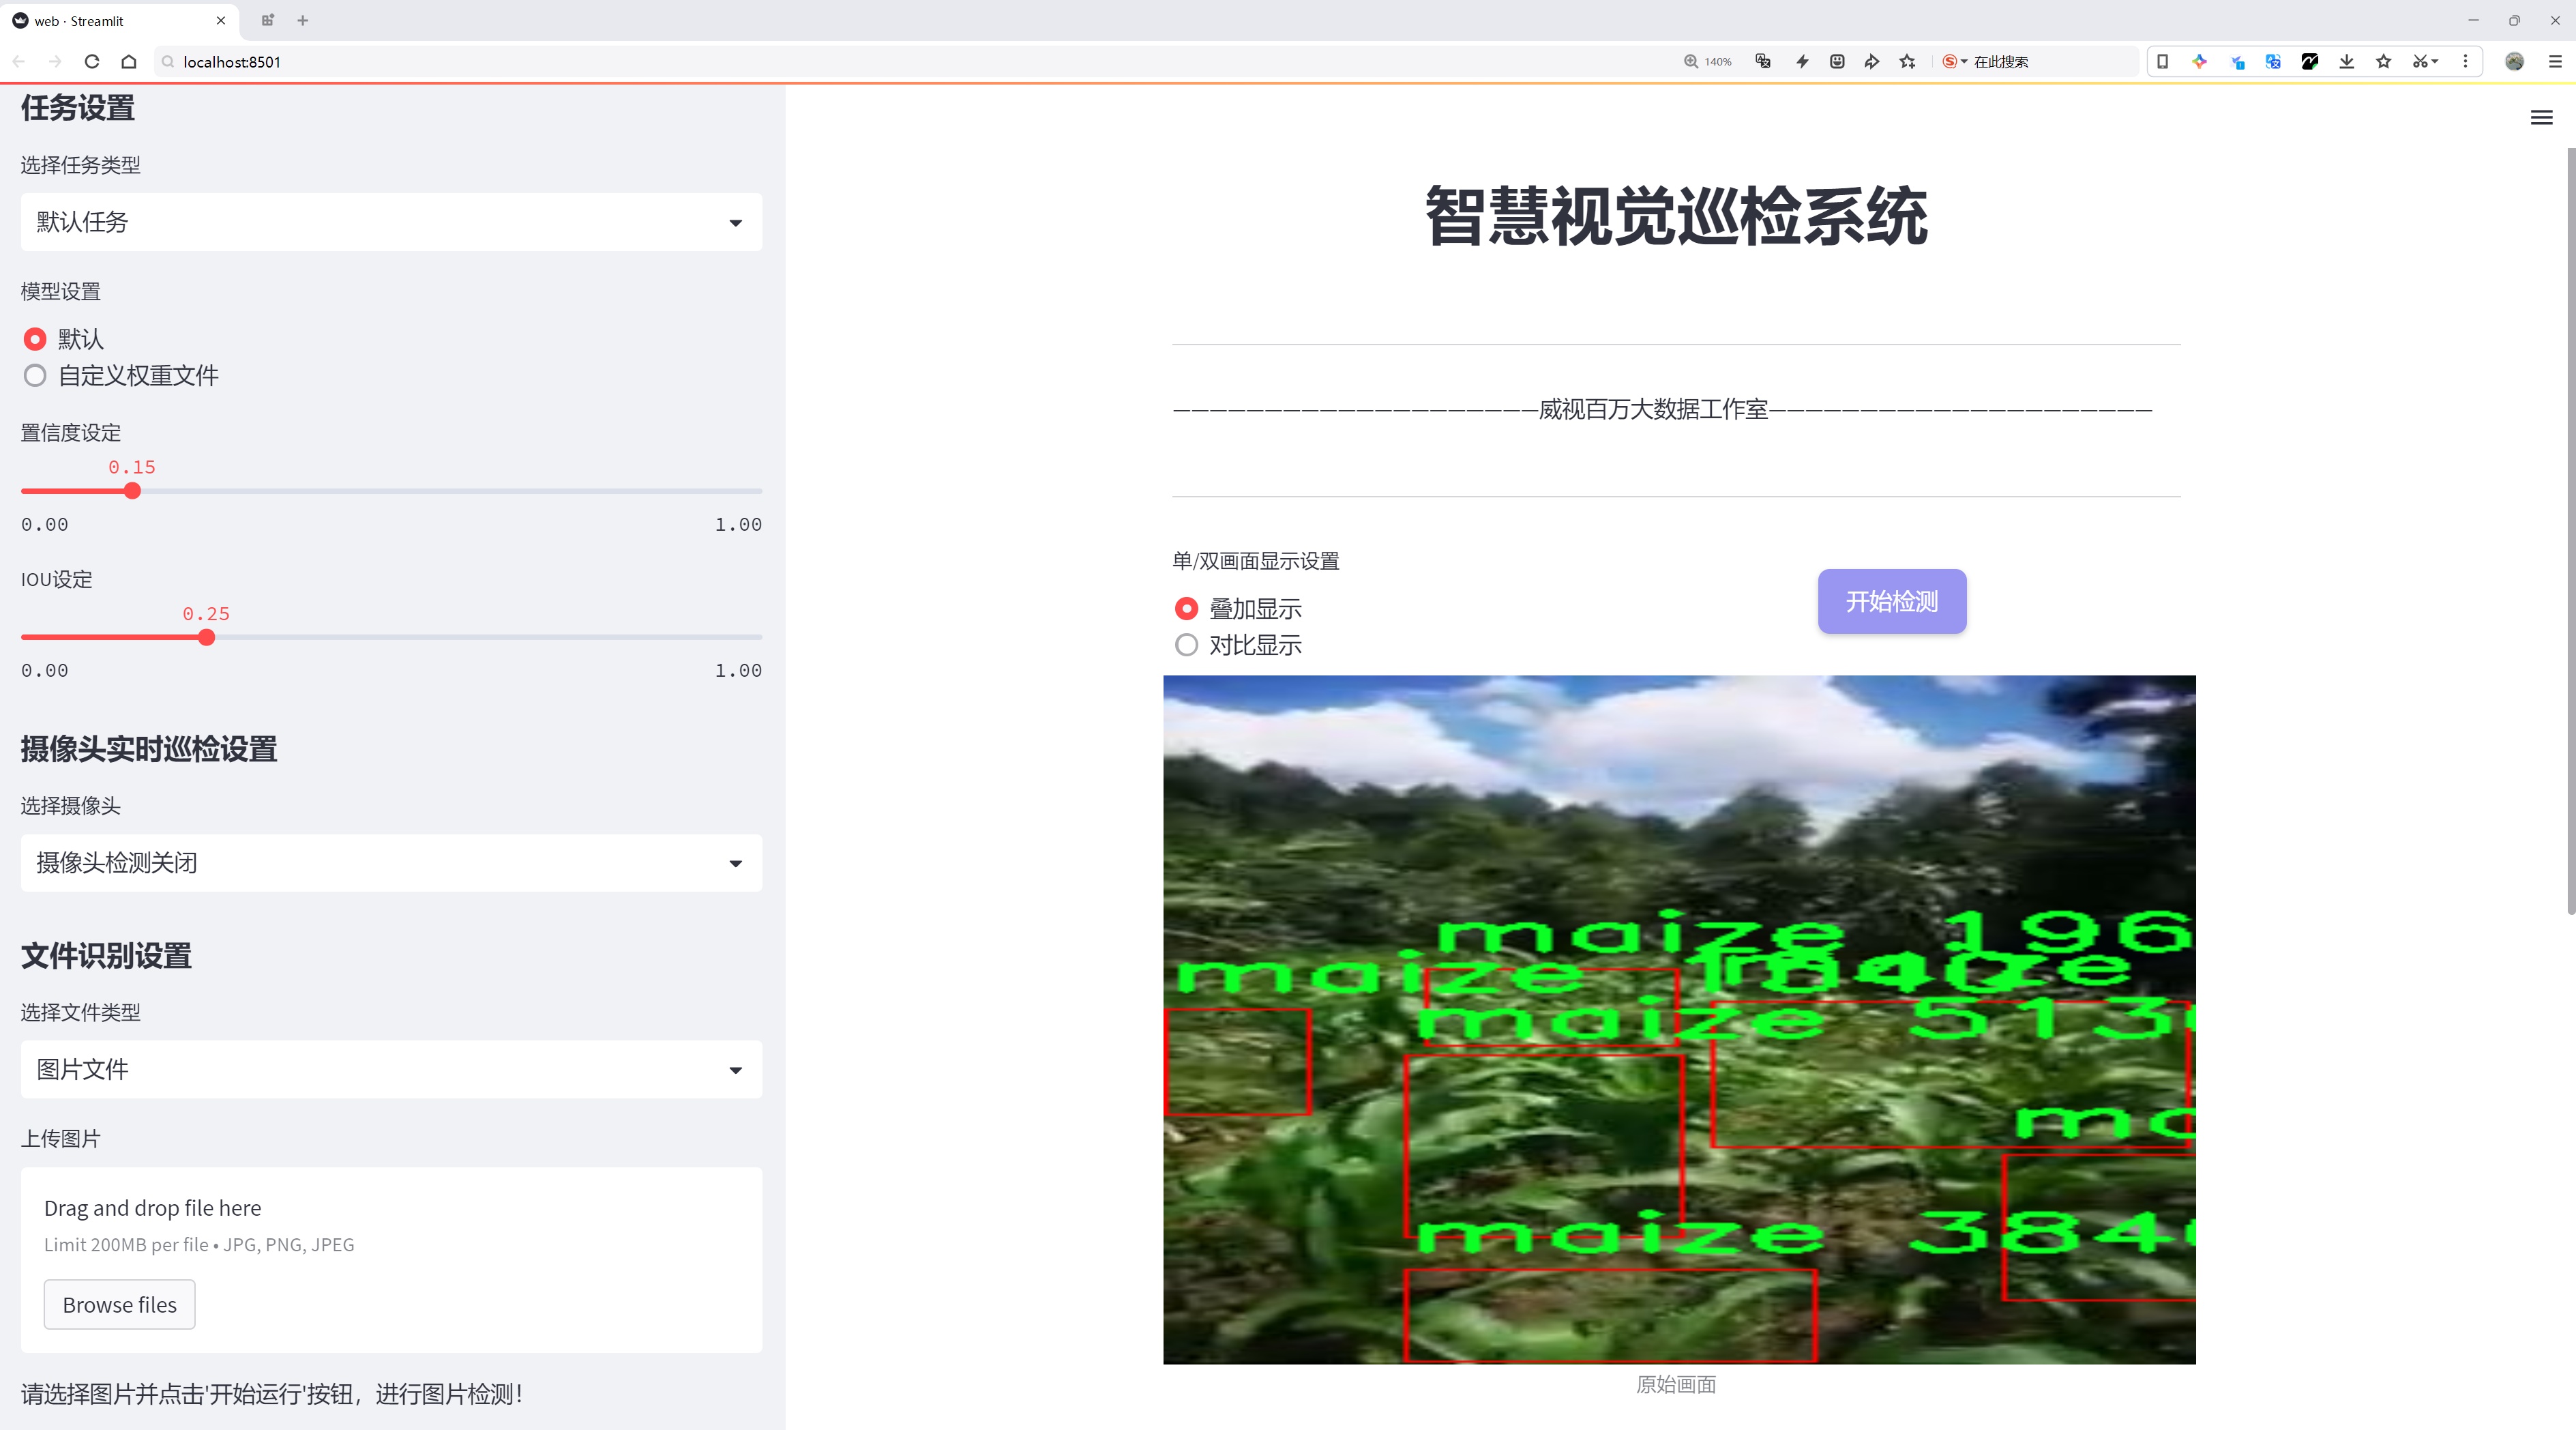 web · Streamlit
localhost:8501
140%
在此搜索
任务设置
选择任务类型
默认任务
模型设置
默认
自定义权重文件
置信度设定
0.15
0.00
1.00
IOU设定
0.25
0.00
1.00
摄像头实时巡检设置
选择摄像头
摄像头检测关闭
文件识别设置
选择文件类型
图片文件
上传图片
Drag and drop file here
Limit 200MB per file • JPG, PNG, JPEG
Browse files
请选择图片并点击'开始运行'按钮，进行图片检测！
智慧视觉巡检系统
————————————————————威视百万大数据工作室—————————————————————
单/双画面显示设置
叠加显示
对比显示
开始检测
maize 196
maize
maize 513
maize 384
原始画面